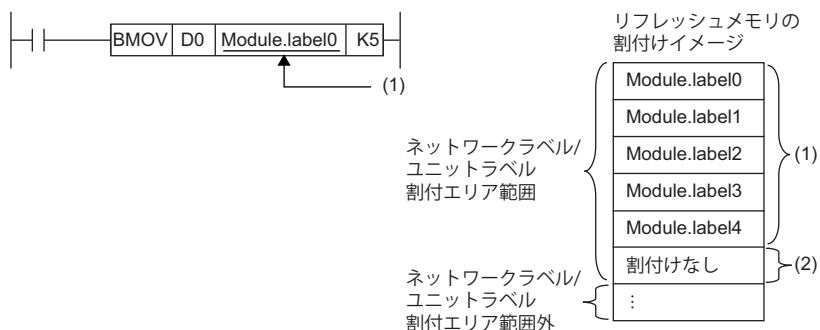 BMOV D0 Module.label0 K5
(1)
リフレッシュメモリの
割付けイメージ
Module.label0
Module.label1
Module.label2
Module.label3
Module.label4
割付けなし
⋮
(1)
(2)
ネットワークラベル/
ユニットラベル
割付エリア範囲
ネットワークラベル/
ユニットラベル
割付エリア範囲外